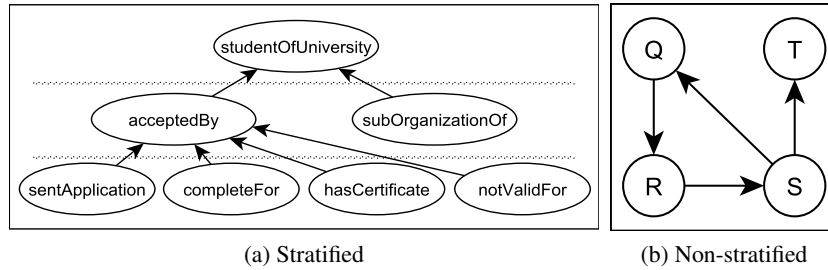 studentOfUniversity
acceptedBy
subOrganizationOf
sentApplication
completeFor
hasCertificate
notValidFor
(a) Stratified
Q
T
R
S
(b) Non-stratified